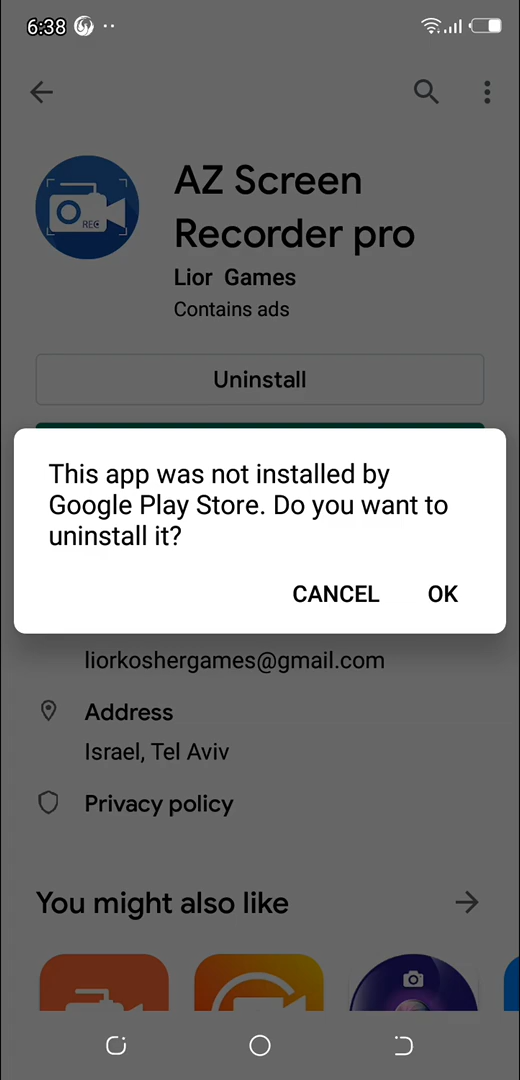 6:38
AZ Screen
Recorder pro
REC
Lior Games
Contains ads
Uninstall
This app was not installed by
Google Play Store. Do you want to
uninstall it?
CANCEL OK
liorkoshergames@gmail.com
Address
Israel, Tel Aviv
Privacy policy
You might also like